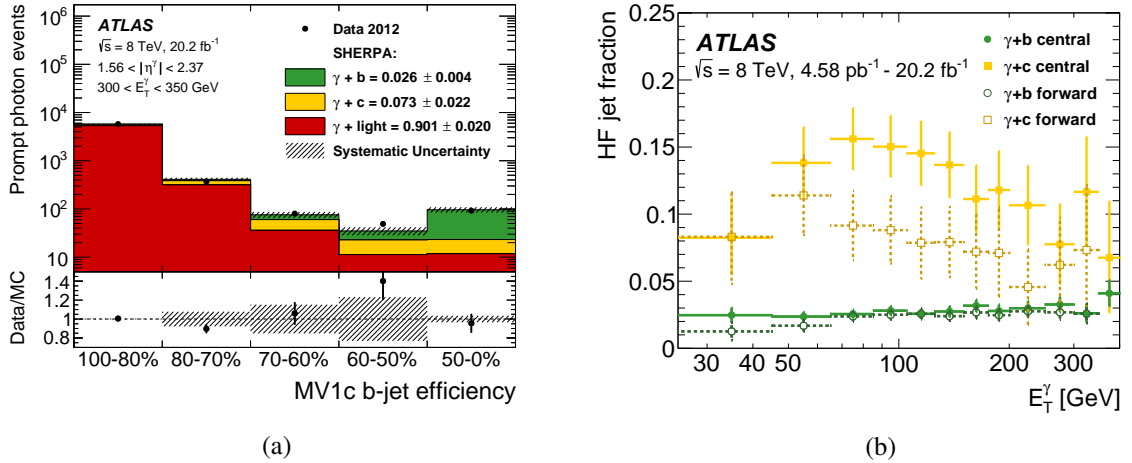 ATLAS
√s = 8 TeV, 20.2 fb⁻¹
1.56 < |η^γ| < 2.37
300 < E_T^γ < 350 GeV
Data 2012
SHERPA:
γ + b = 0.026 ± 0.004
γ + c = 0.073 ± 0.022
γ + light = 0.901 ± 0.020
Systematic Uncertainty
Prompt photon events
10⁶
10⁵
10⁴
10³
10²
10
Data/MC
1.4
1.2
1
0.8
100-80% 80-70% 70-60% 60-50% 50-0%
MV1c b-jet efficiency
(a)
ATLAS
√s = 8 TeV, 4.58 pb⁻¹ - 20.2 fb⁻¹
γ+b central
γ+c central
γ+b forward
γ+c forward
HF jet fraction
0.25
0.2
0.15
0.1
0.05
0
30 40 50 100 200 300
E_T^γ [GeV]
(b)